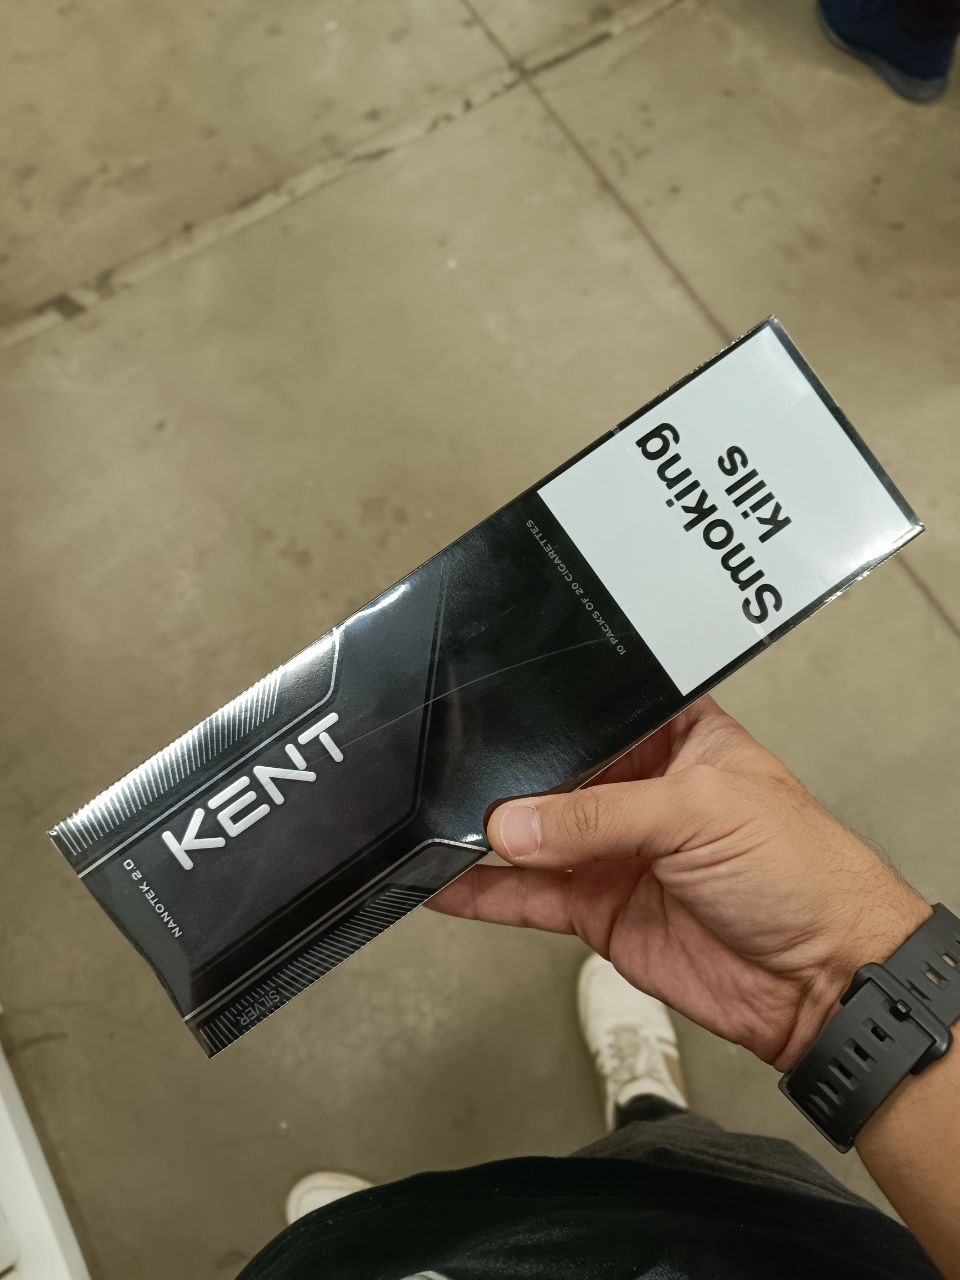 Smoking
kills
10 PACKS OF 20 CIGARETTES
KENT
NANOTEK 2.0
SILVER